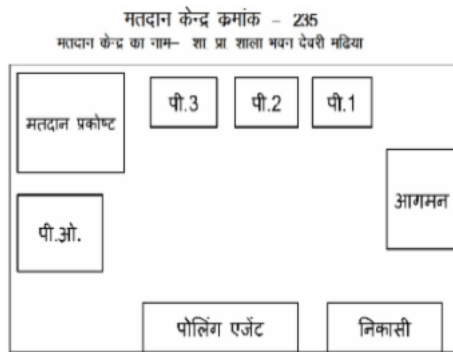 मतदान केन्द्र क्रमांक - 235
मतदान केन्द्र का नाम– शा. प्रा. शाला भवन देवरी मढिया
मतदान प्रकोष्ट
पी.3
पी.2
पी.1
आगमन
पी.ओ.
पोलिंग एजेंट
निकासी